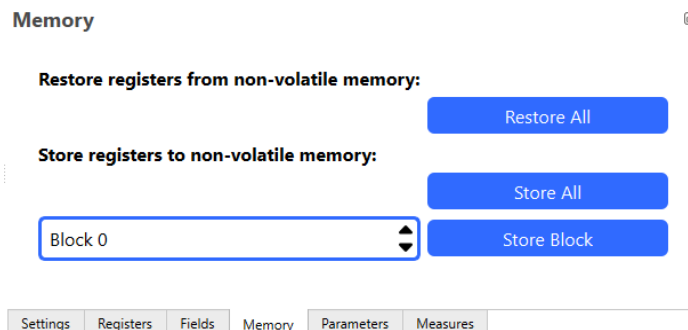 Memory
Restore registers from non-volatile memory:
Restore All
Store registers to non-volatile memory:
Store All
Block 0
Store Block
Settings Registers Fields Memory Parameters Measures